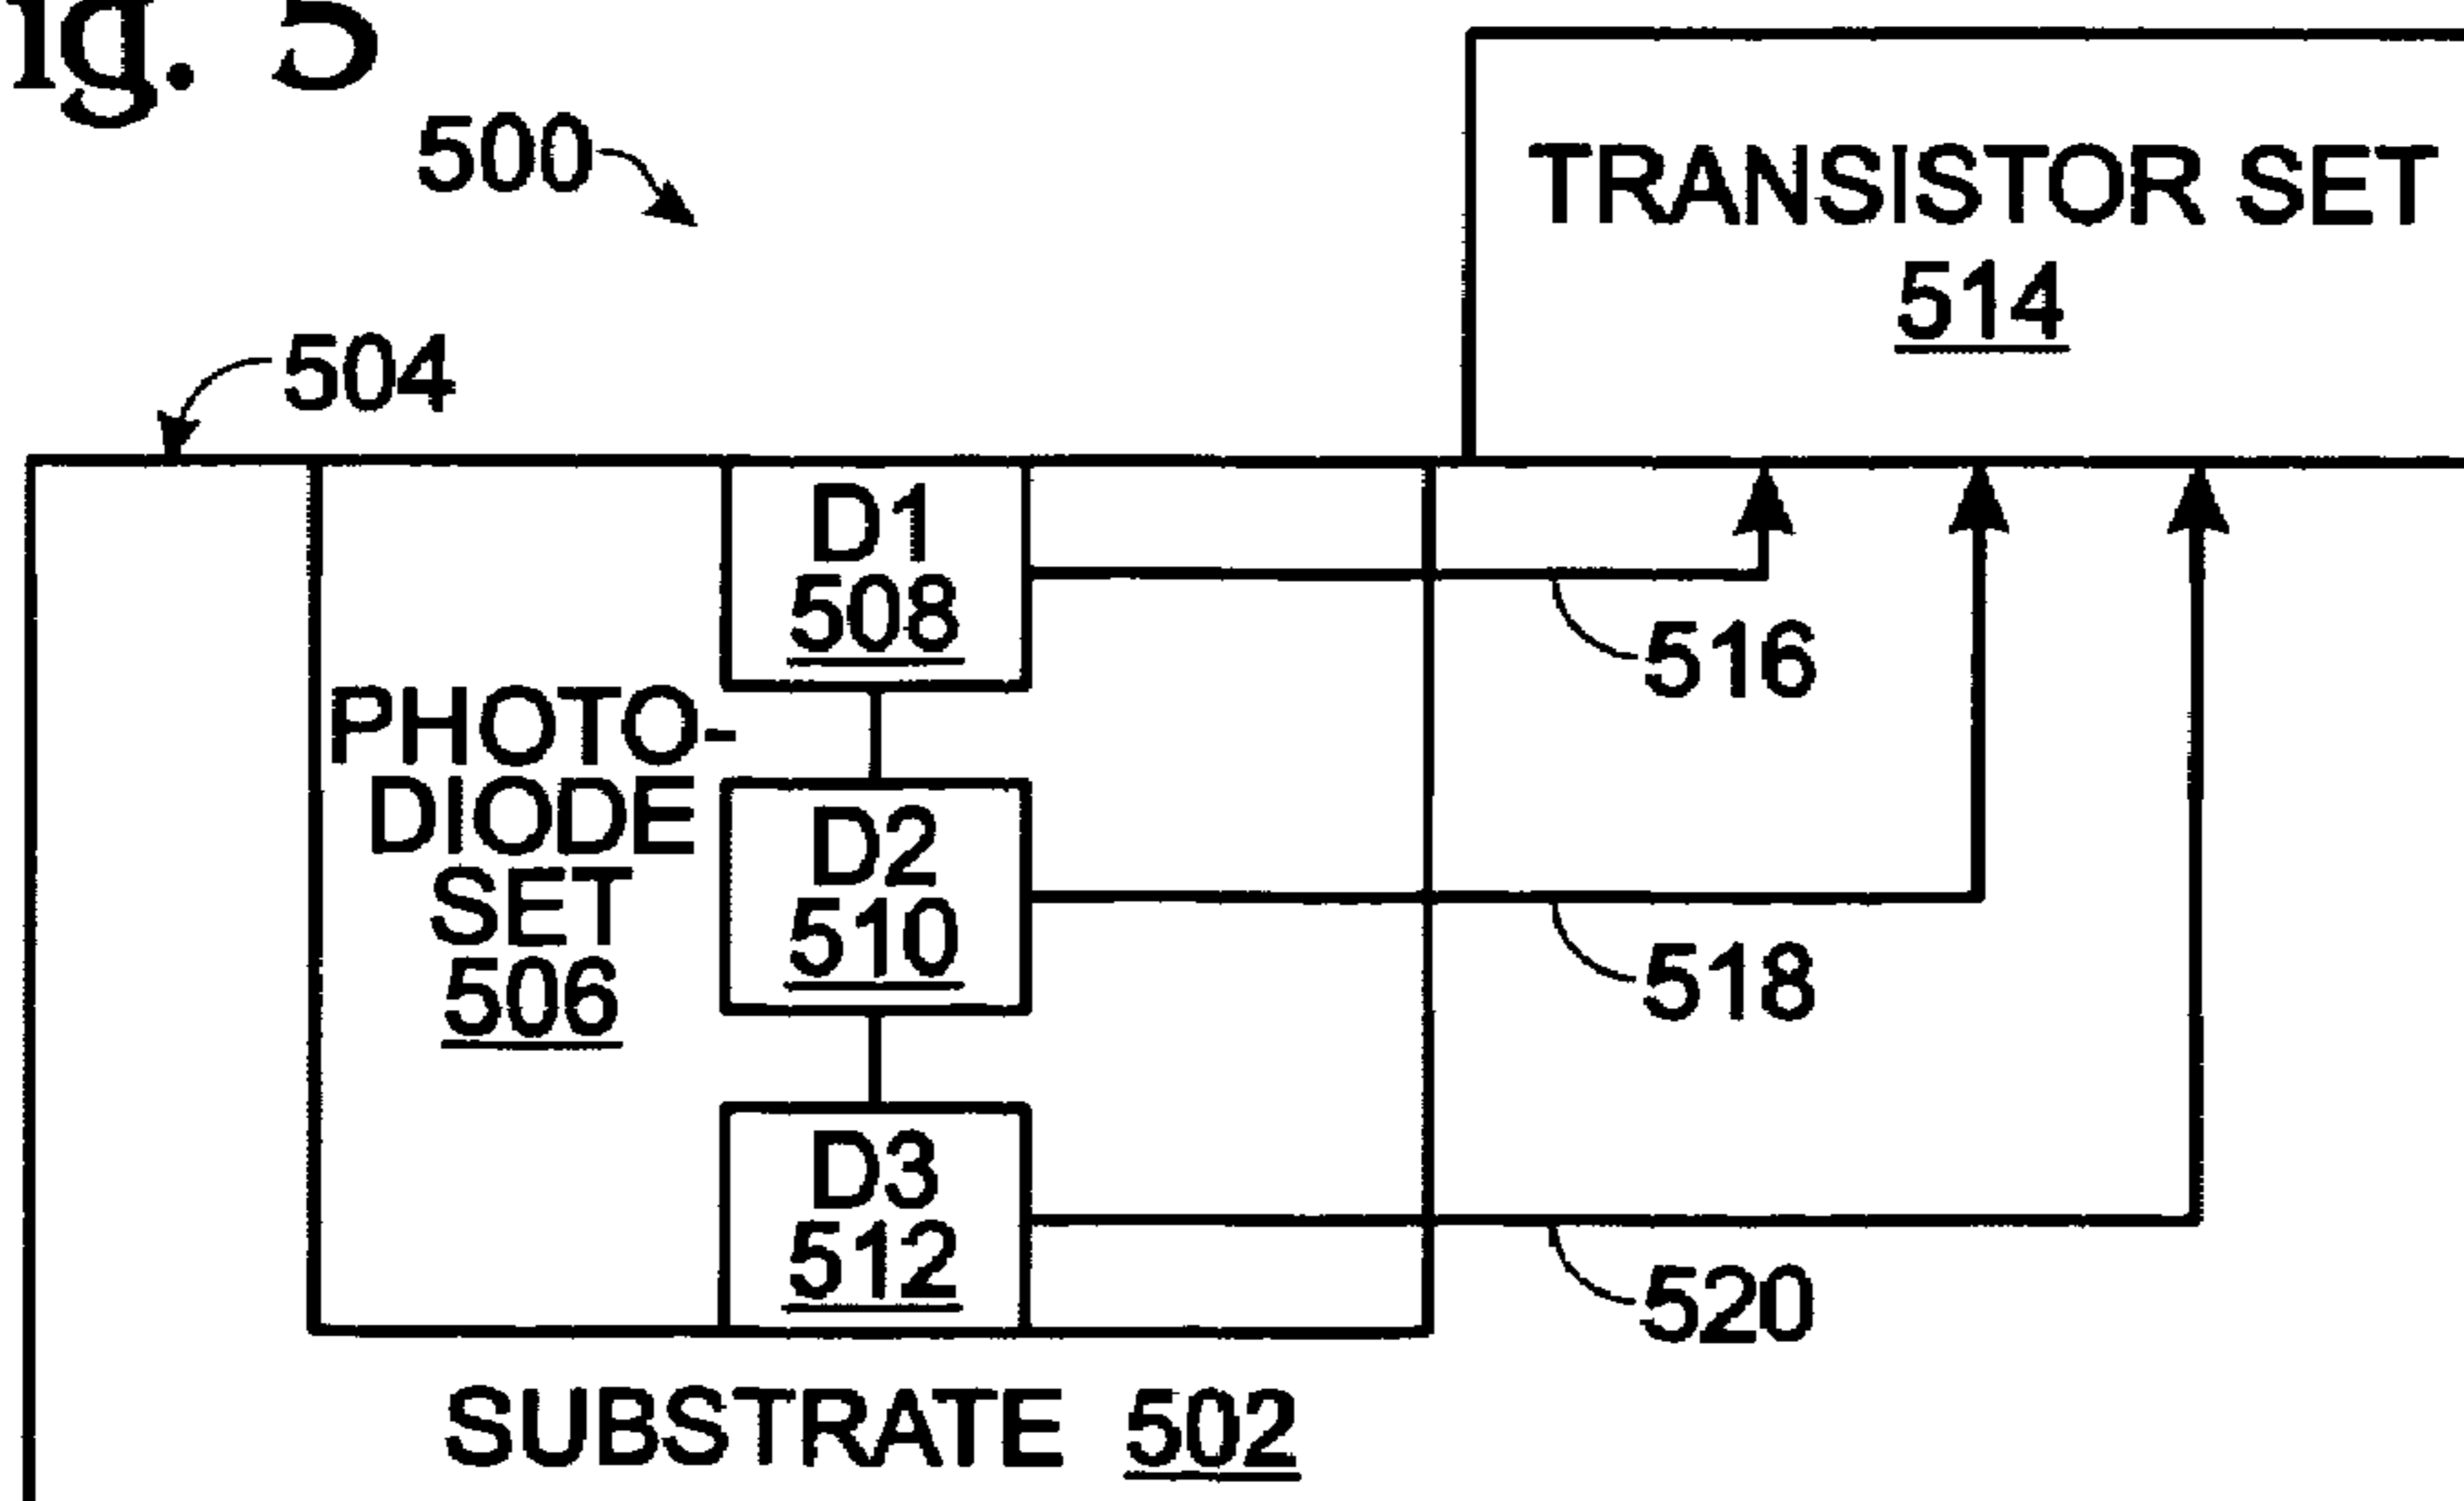 ig. 5
500
TRANSISTOR SET
514
504
D1
508
516
PHOTO-
DIODE
SET
506
D2
510
518
D3
512
520
SUBSTRATE 502